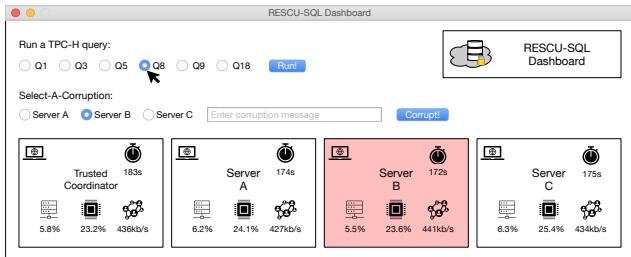 RESCU-SQL Dashboard
Run a TPC-H query:
RESCU-SQL
Dashboard
Q1 Q3 Q5 Q8 Q9 Q18 Run!
Select-A-Corruption:
Server A Server B Server C Enter corruption message Corrupt!
Trusted
Coordinator
183s
5.8% 23.2% 436kb/s
Server
A
174s
6.2% 24.1% 427kb/s
Server
B
172s
5.5% 23.6% 441kb/s
Server
C
175s
6.3% 25.4% 434kb/s